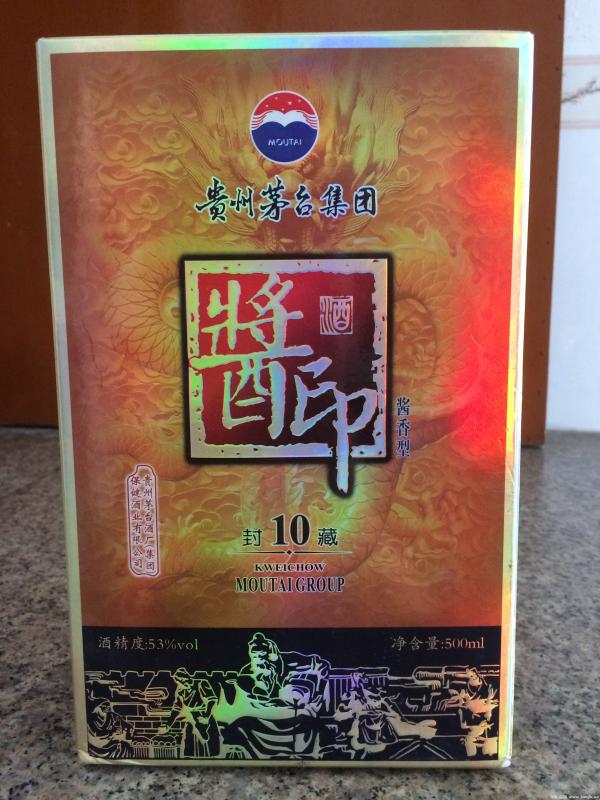 MOUTAI
贵州茅台集团
醬印
酒
酱香型
贵州茅台酒厂集团
保健酒业有限公司
封10藏
KWEICHOW
MOUTAI GROUP
酒精度:53%vol
净含量:500ml